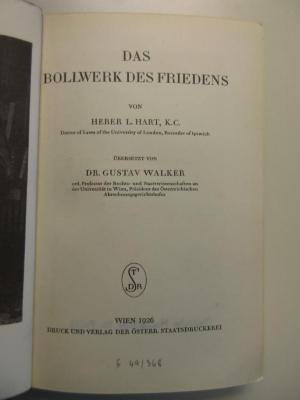 DAS
BOLLWERK DES FRIEDENS
VON
HEBER L. HART, K.C.
Doctor of Laws of the University of London, Recorder of Ipswich
ÜBERSETZT VON
DR. GUSTAV WALKER
ord. Professor der Rechts- und Staatswissenschaften an
der Universität in Wien, Präsident des Österreichischen
Abrechnungsgerichtshofes
WIEN 1926
DRUCK UND VERLAG DER ÖSTERR. STAATSDRUCKEREI
49/368